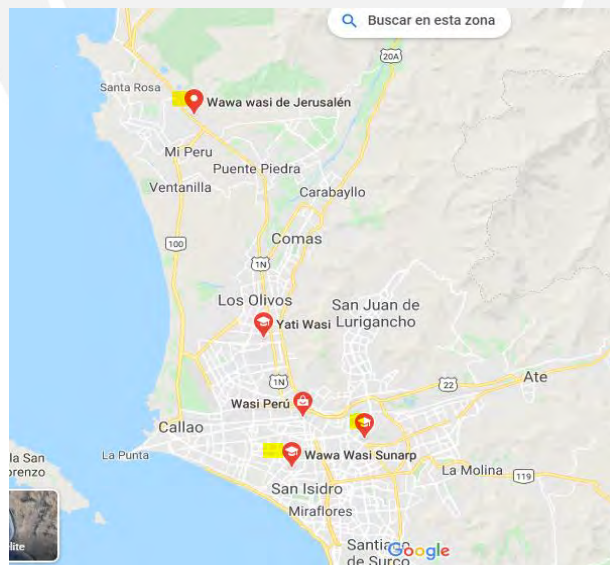 Buscar en esta zona
20A
Santa Rosa
Wawa wasi de Jerusalén
Mi Peru
Puente Piedra
Ventanilla
Carabayllo
100
Comas
1N
Los Olivos
San Juan de
Lurigancho
Yati Wasi
1N
22
Ate
Wasi Perú
Callao
La Punta
Wawa Wasi Sunarp
la San
orenzo
La Molina
119
San Isidro
Miraflores
Santiago
de Surco
Google
lite